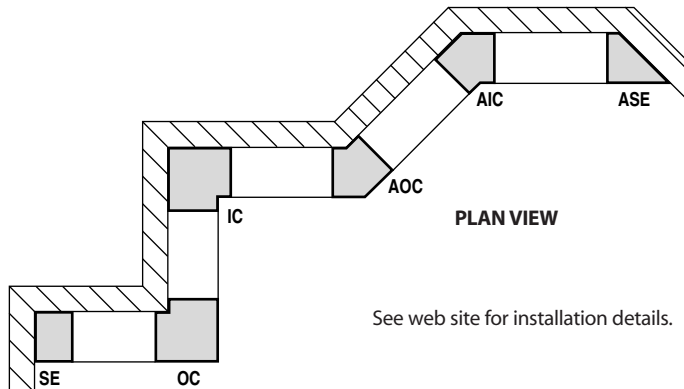 AIC
ASE
AOC
IC
PLAN VIEW
See web site for installation details.
SE
OC